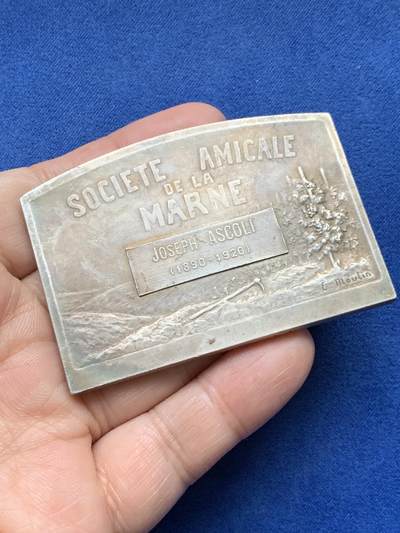 SOCIETE AMICALE
DE LA
MARNE
JOSEPH ASCOLI
(1890-1920)
E. Moulin